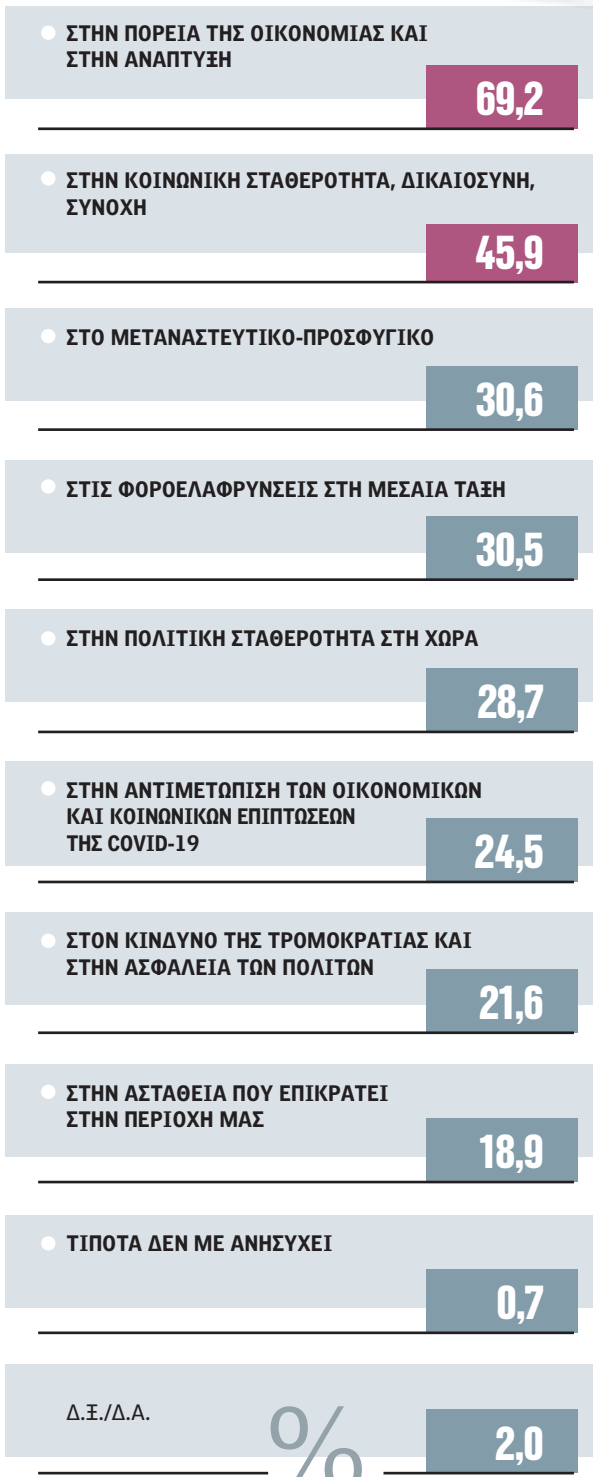 ΣΤΗΝ ΠΟΡΕΙΑ ΤΗΣ ΟΙΚΟΝΟΜΙΑΣ ΚΑΙ
ΣΤΗΝ ΑΝΑΠΤΥΞΗ
69,2
ΣΤΗΝ ΚΟΙΝΩΝΙΚΗ ΣΤΑΘΕΡΟΤΗΤΑ, ΔΙΚΑΙΟΣΥΝΗ,
ΣΥΝΟΧΗ
45,9
ΣΤΟ ΜΕΤΑΝΑΣΤΕΥΤΙΚΟ-ΠΡΟΣΦΥΓΙΚΟ
30,6
ΣΤΙΣ ΦΟΡΟΕΛΑΦΡΥΝΣΕΙΣ ΣΤΗ ΜΕΣΑΙΑ ΤΑΞΗ
30,5
ΣΤΗΝ ΠΟΛΙΤΙΚΗ ΣΤΑΘΕΡΟΤΗΤΑ ΣΤΗ ΧΩΡΑ
28,7
ΣΤΗΝ ΑΝΤΙΜΕΤΩΠΙΣΗ ΤΩΝ ΟΙΚΟΝΟΜΙΚΩΝ
ΚΑΙ ΚΟΙΝΩΝΙΚΩΝ ΕΠΙΠΤΩΣΕΩΝ
ΤΗΣ COVID-19
24,5
ΣΤΟΝ ΚΙΝΔΥΝΟ ΤΗΣ ΤΡΟΜΟΚΡΑΤΙΑΣ ΚΑΙ
ΣΤΗΝ ΑΣΦΑΛΕΙΑ ΤΩΝ ΠΟΛΙΤΩΝ
21,6
ΣΤΗΝ ΑΣΤΑΘΕΙΑ ΠΟΥ ΕΠΙΚΡΑΤΕΙ
ΣΤΗΝ ΠΕΡΙΟΧΗ ΜΑΣ
18,9
ΤΙΠΟΤΑ ΔΕΝ ΜΕ ΑΝΗΣΥΧΕΙ
0,7
Δ.Ξ./Δ.Α.
%
2,0